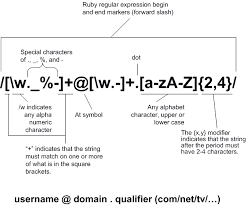 Ruby regular expression begin
and end markers (forward slash)
Special characters
of ., _, %, and -
dot
/[\w._%-]+@[\w.-]+.[a-zA-Z]{2,4}/
/w indicates
any alpha
numeric
character
At symbol
Any alphabet
character,
upper or
lower case
The {x,y} modifier
indicates that the string
after the period must
have 2-4 characters.
"+" indicates that the string
must match on one or more
of what is in the square
brackets.
username @ domain . qualifier (com/net/tv/…)